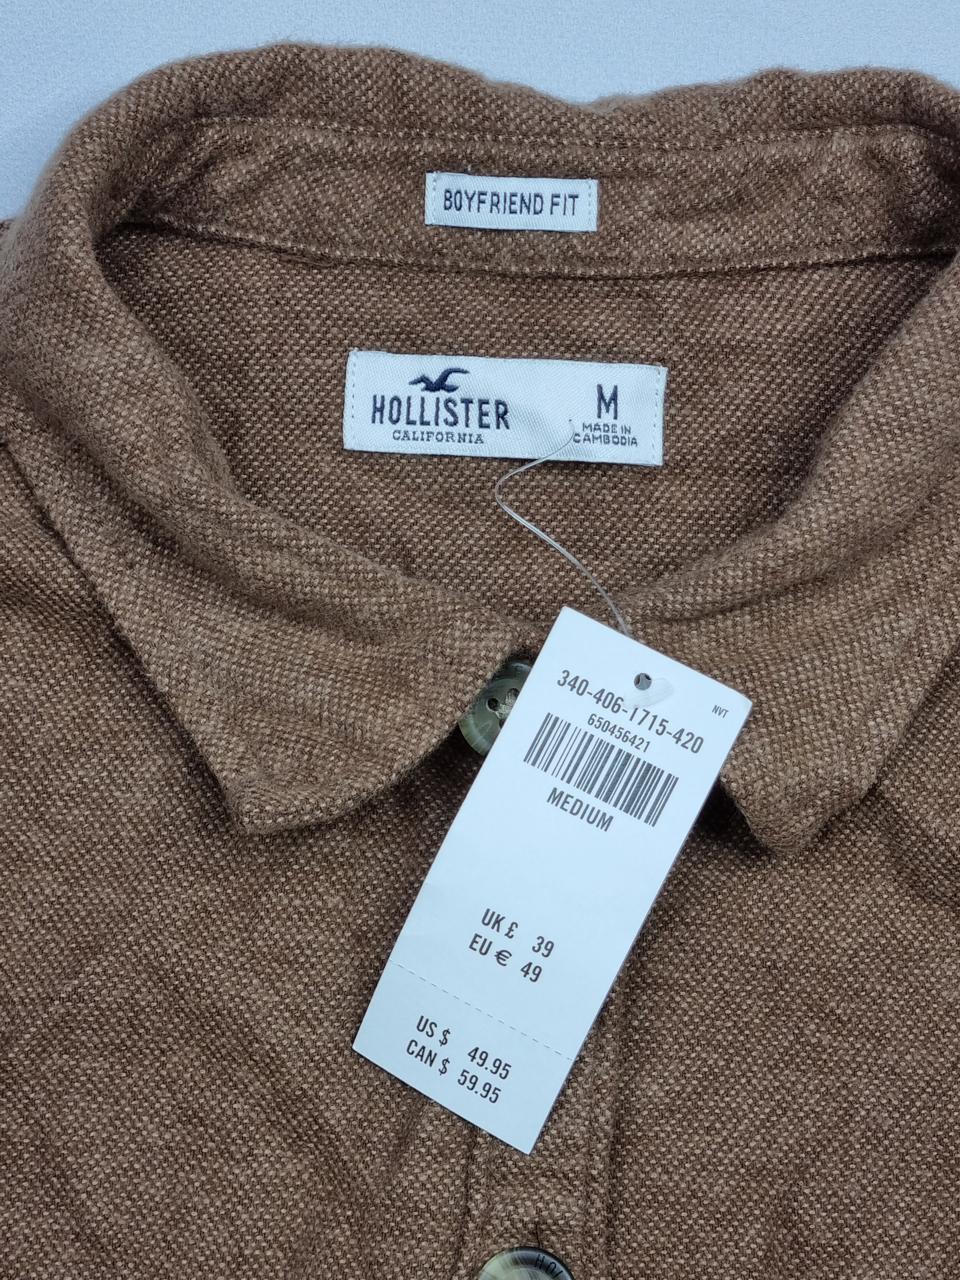 BOYFRIEND FIT
HOLLISTER
CALIFORNIA
M
MADE IN
CAMBODIA
340-406-1715-420
NVT
650456421
MEDIUM
UK £ 39
EU € 49
US $ 49.95
CAN $ 59.95